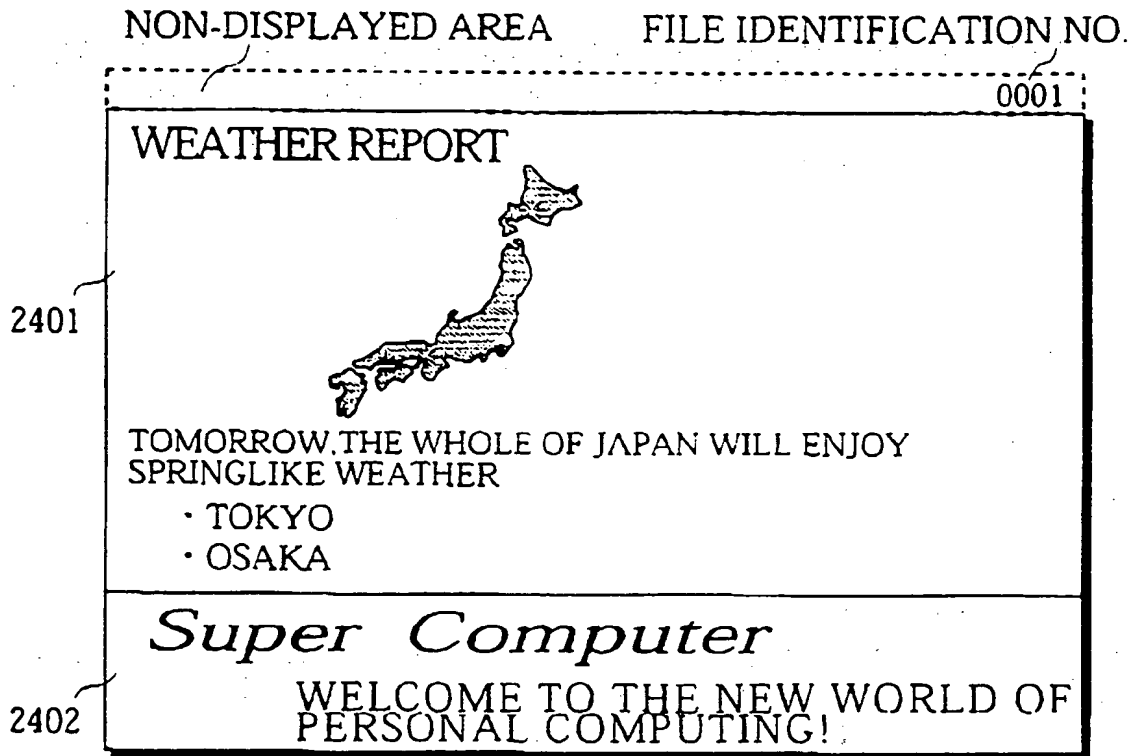 NON-DISPLAYED AREA FILE IDENTIFICATION NO.
0001
WEATHER REPORT
2401
TOMORROW.THE WHOLE OF JAPAN WILL ENJOY
SPRINGLIKE WEATHER
· TOKYO
· OSAKA
Super Computer
2402
WELCOME TO THE NEW WORLD OF
PERSONAL COMPUTING!